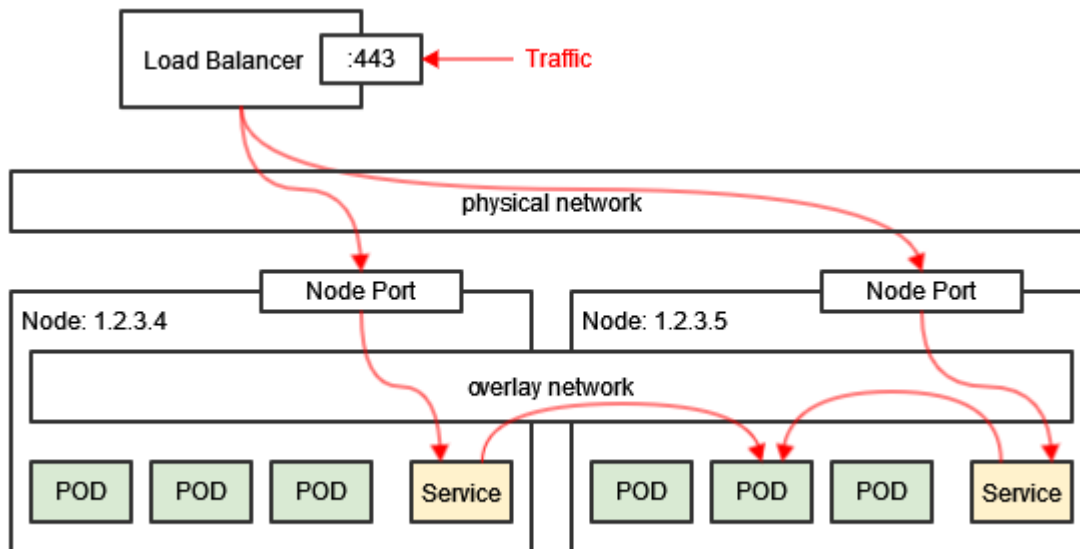 Load Balancer
:443
Traffic
physical network
Node Port
Node Port
Node: 1.2.3.4
Node: 1.2.3.5
overlay network
POD
POD
POD
Service
POD
POD
POD
Service